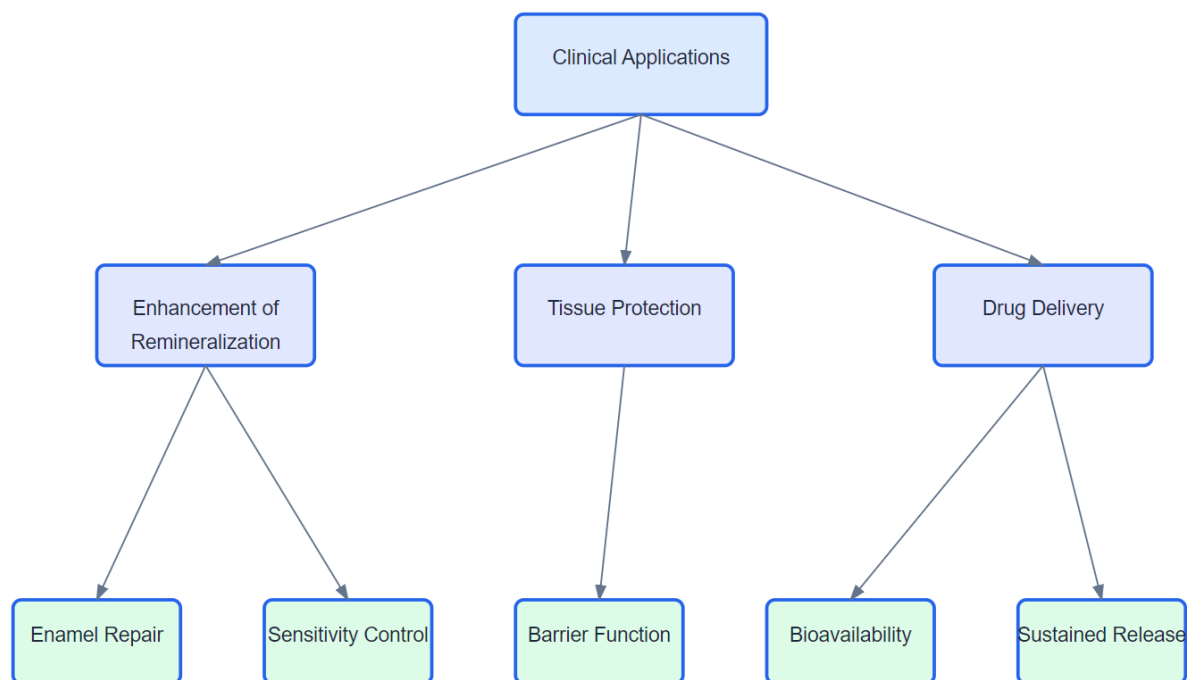 Clinical Applications
Enhancement of
Remineralization
Tissue Protection
Drug Delivery
Enamel Repair
Sensitivity Control
Barrier Function
Bioavailability
Sustained Release